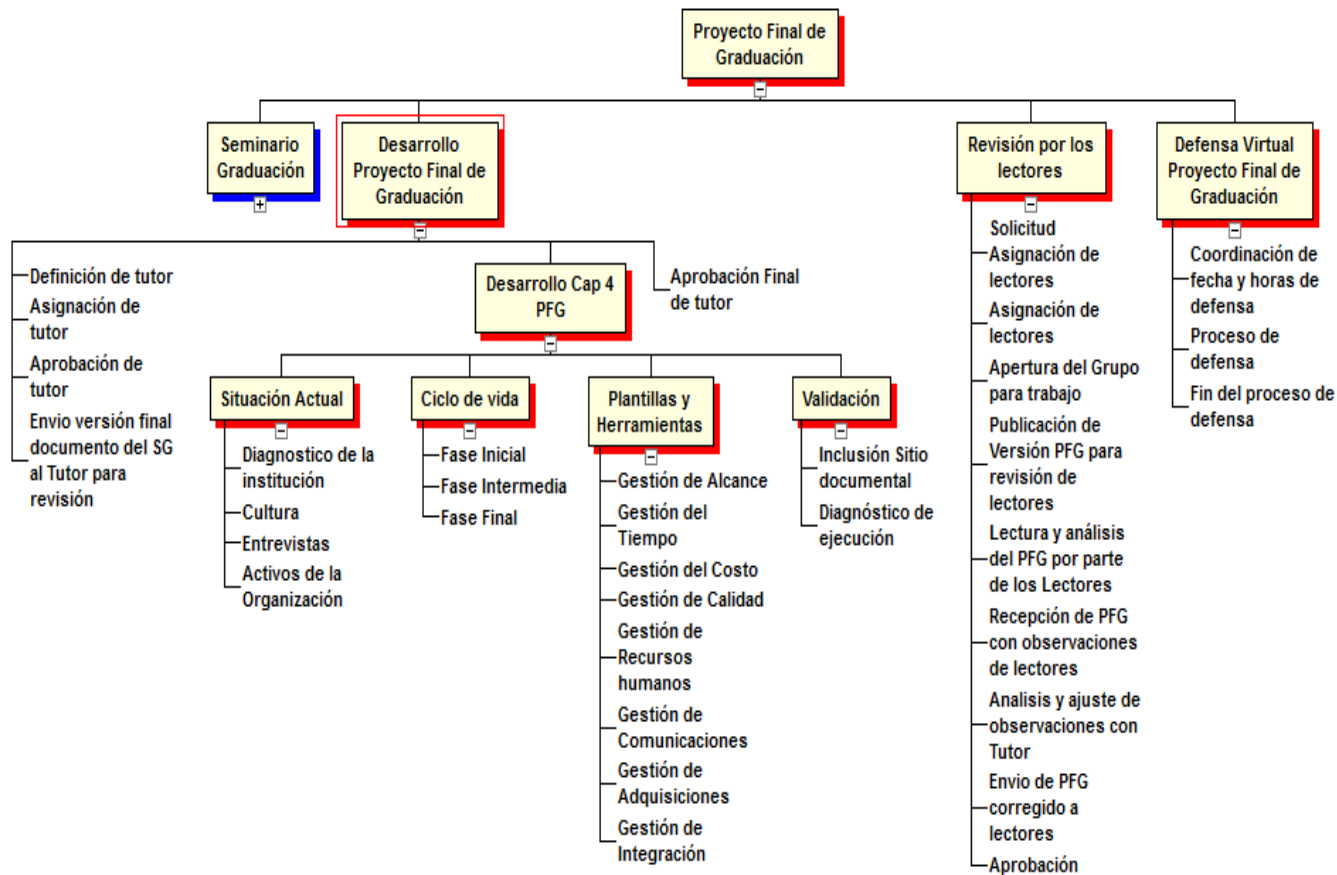 Proyecto Final de
Graduación
Seminario
Graduación
Desarrollo
Proyecto Final de
Graduación
Revisión por los
lectores
Defensa Virtual
Proyecto Final de
Graduación
Definición de tutor
Asignación de
tutor
Aprobación de
tutor
Envio versión final
documento del SG
al Tutor para
revisión
Desarrollo Cap 4
PFG
Aprobación Final
de tutor
Situación Actual
Diagnostico de la
institución
Cultura
Entrevistas
Activos de la
Organización
Ciclo de vida
Fase Inicial
Fase Intermedia
Fase Final
Plantillas y
Herramientas
Gestión de Alcance
Gestión del
Tiempo
Gestión del Costo
Gestión de Calidad
Gestión de
Recursos
humanos
Gestión de
Comunicaciones
Gestión de
Adquisiciones
Gestión de
Integración
Validación
Inclusión Sitio
documental
Diagnóstico de
ejecución
Solicitud
Asignación de
lectores
Asignación de
lectores
Apertura del Grupo
para trabajo
Publicación de
Versión PFG para
revisión de
lectores
Lectura y análisis
del PFG por parte
de los Lectores
Recepción de PFG
con observaciones
de lectores
Analisis y ajuste de
observaciones con
Tutor
Envio de PFG
corregido a
lectores
Aprobación
Coordinación de
fecha y horas de
defensa
Proceso de
defensa
Fin del proceso de
defensa